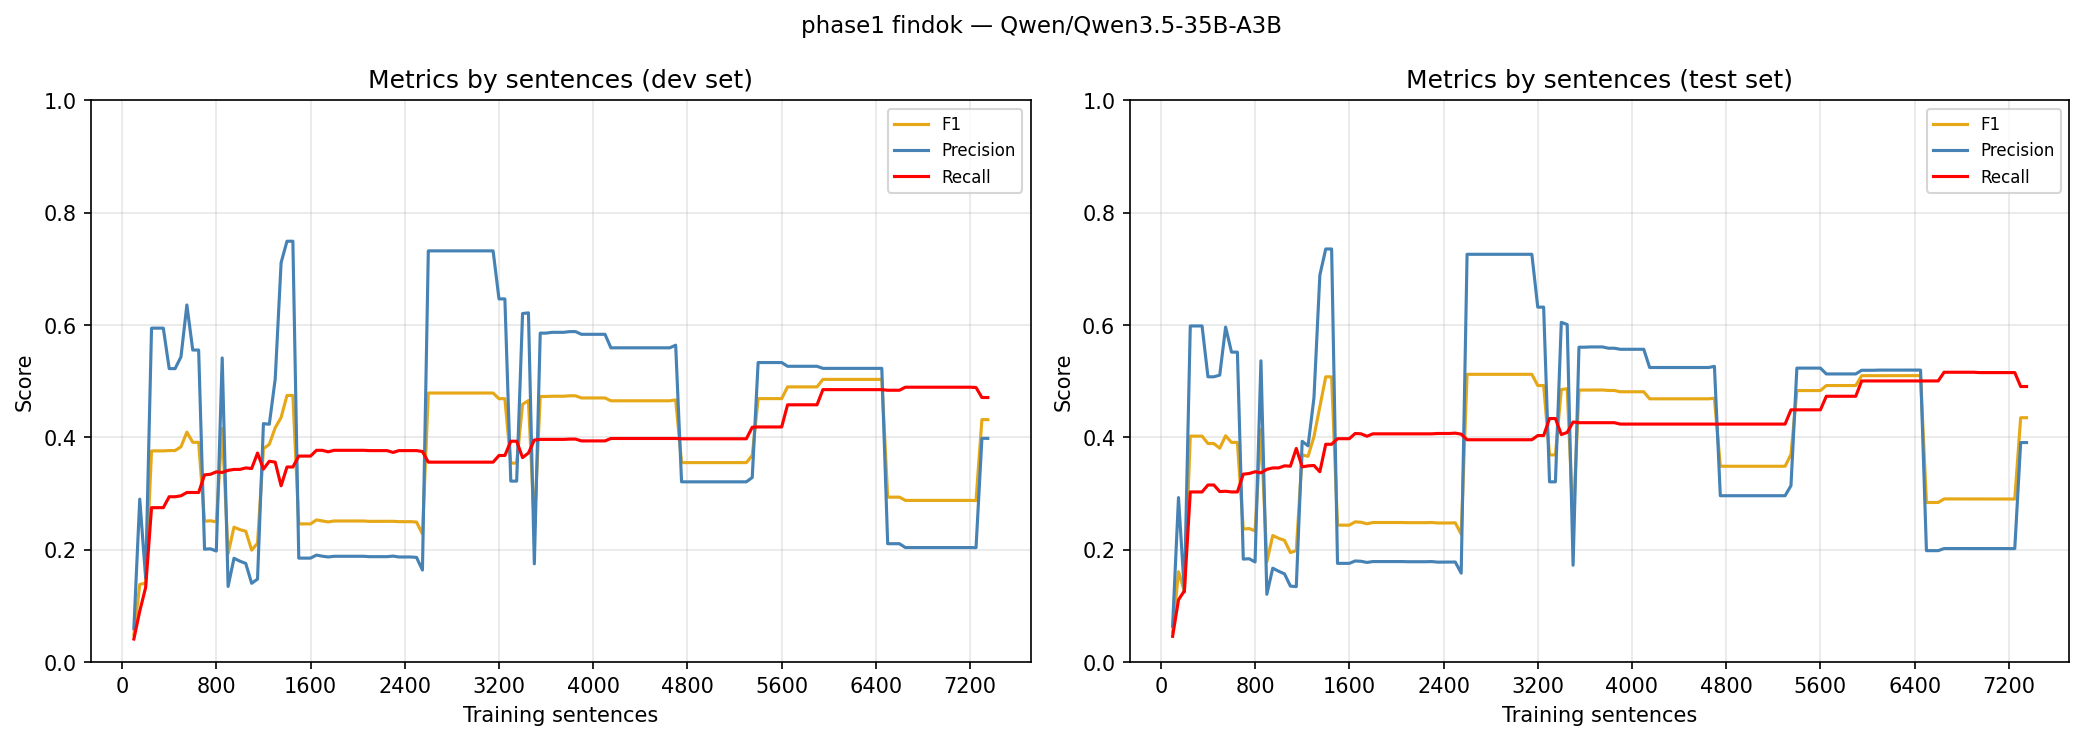 phase1 findok — Qwen/Qwen3.5-35B-A3B
Metrics by sentences (dev set)
1.0
0.8
0.6
0.4
0.2
0.0
Score
F1
Precision
Recall
0 800 1600 2400 3200 4000 4800 5600 6400 7200
Training sentences
Metrics by sentences (test set)
1.0
0.8
0.6
0.4
0.2
0.0
Score
F1
Precision
Recall
0 800 1600 2400 3200 4000 4800 5600 6400 7200
Training sentences